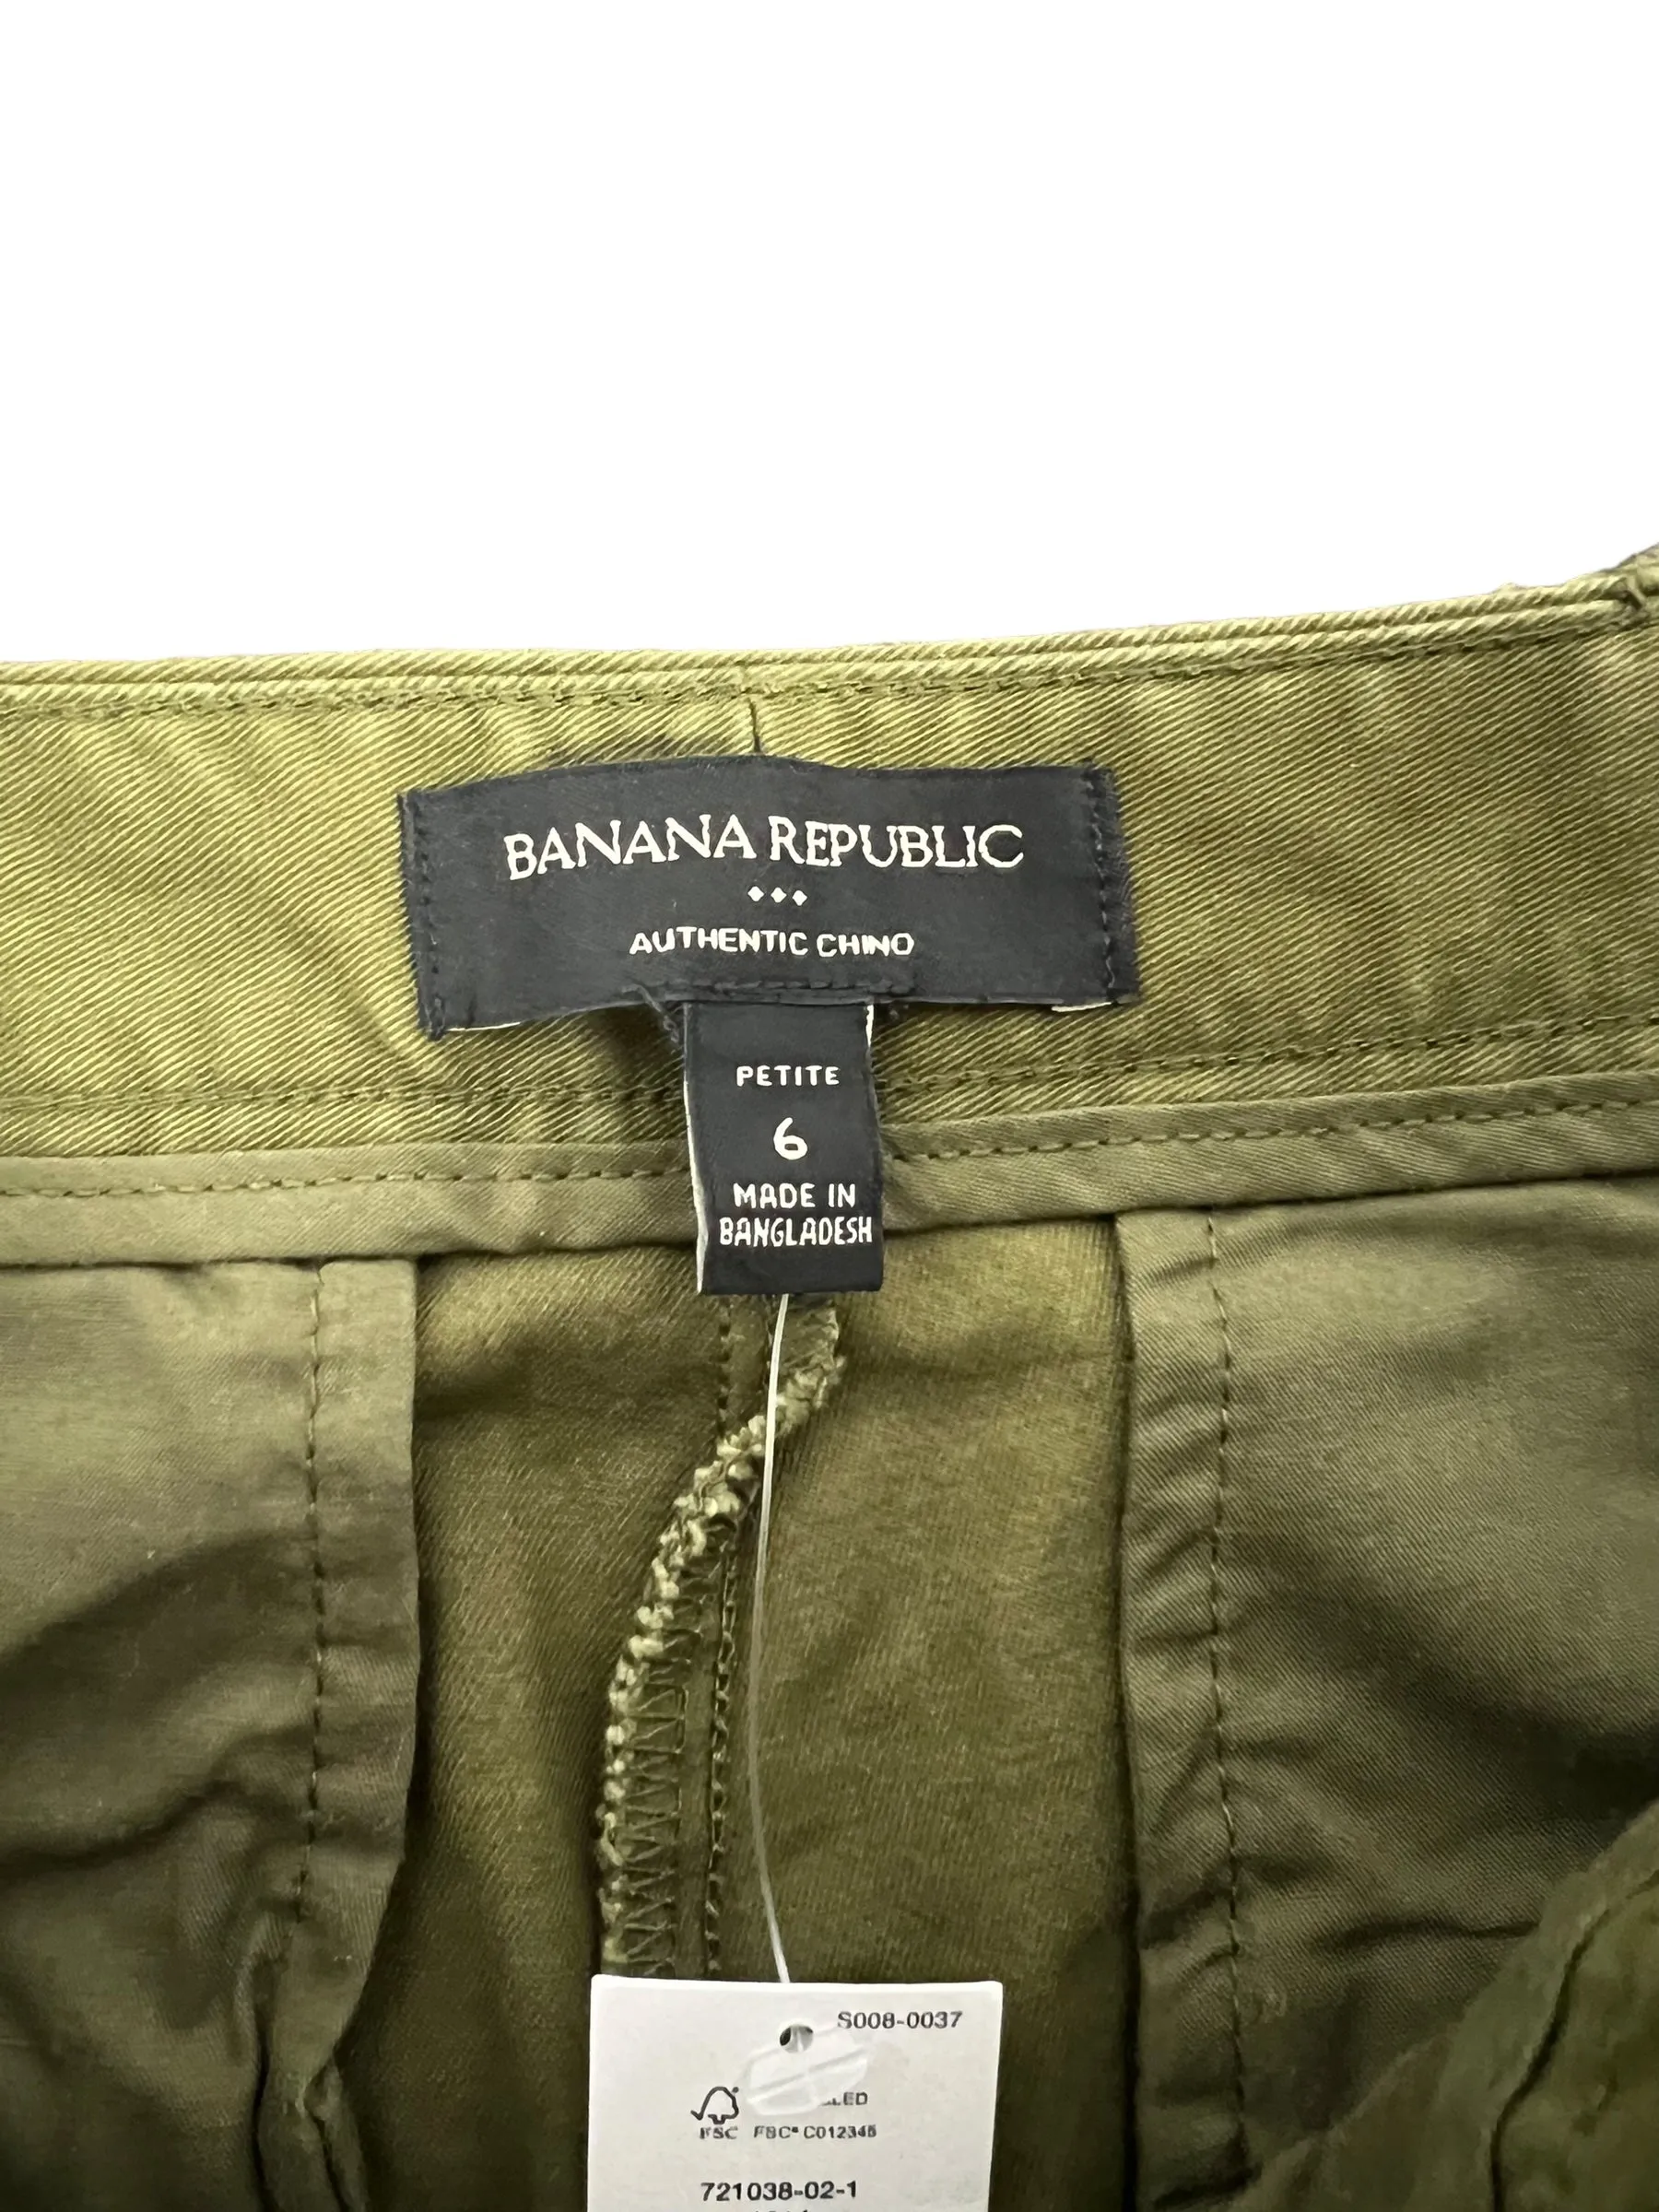 BANANA REPUBLIC
AUTHENTIC CHINO
PETITE
6
MADE IN
BANGLADESH
S008-0037
FSC FSC® C012345
721038-02-1